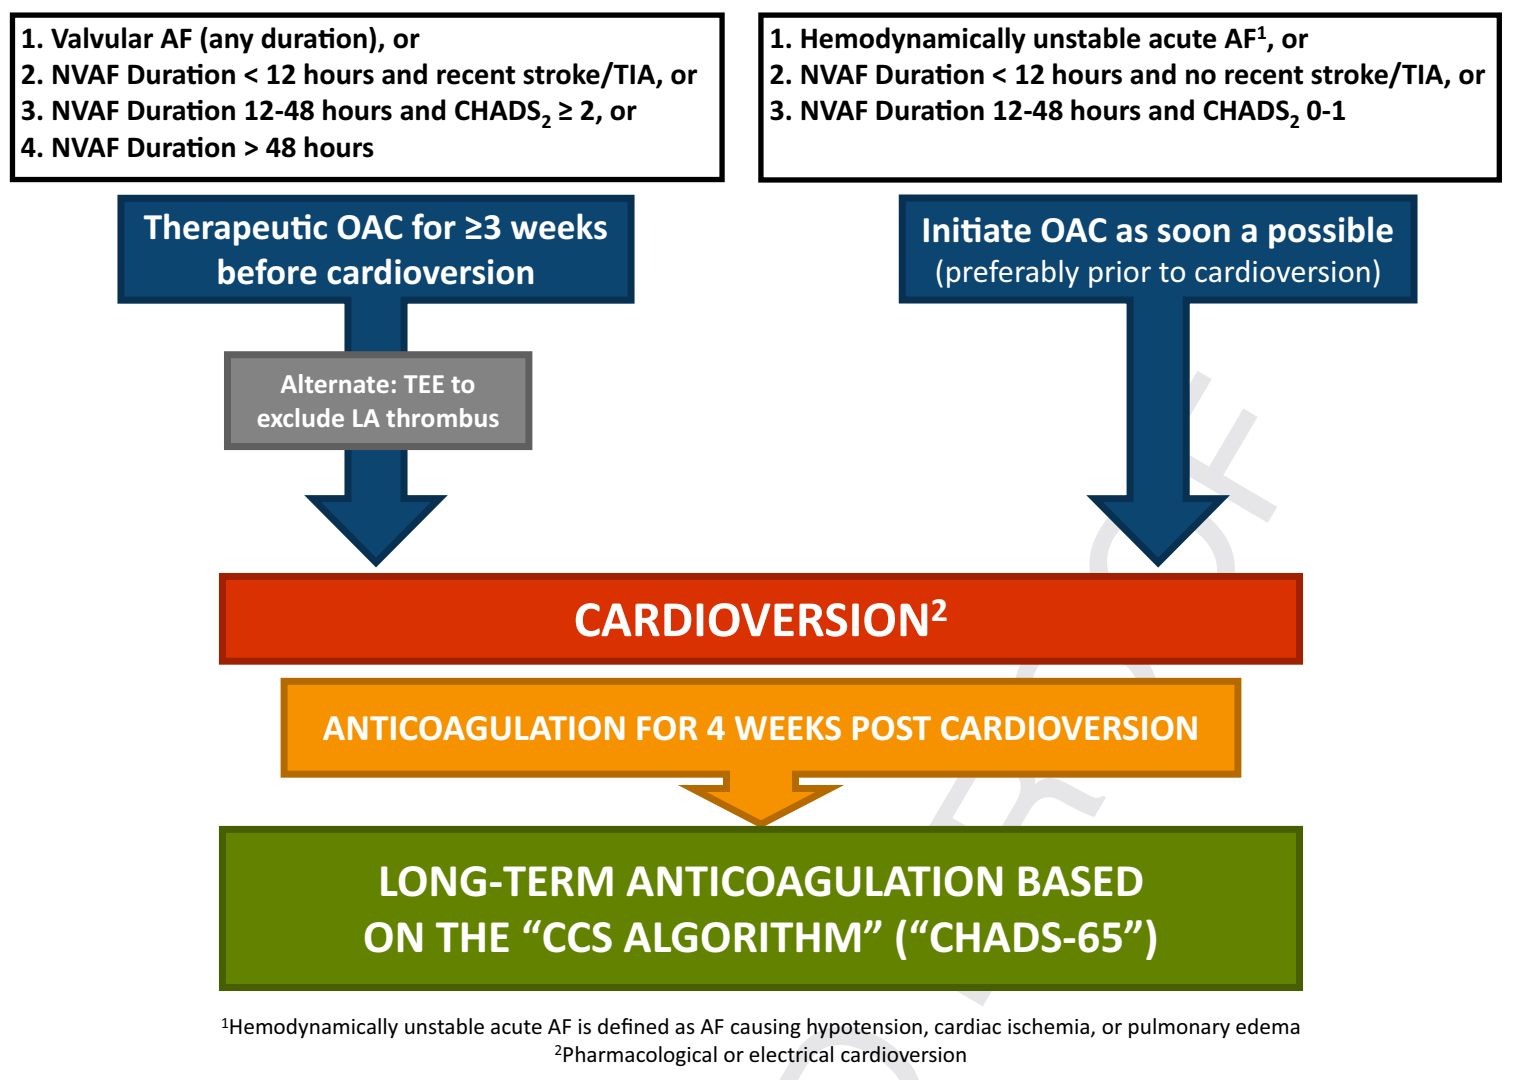 1. Valvular AF (any duration), or
2. NVAF Duration < 12 hours and recent stroke/TIA, or
3. NVAF Duration 12-48 hours and CHADS₂ ≥ 2, or
4. NVAF Duration > 48 hours
1. Hemodynamically unstable acute AF¹, or
2. NVAF Duration < 12 hours and no recent stroke/TIA, or
3. NVAF Duration 12-48 hours and CHADS₂ 0-1
Therapeutic OAC for ≥3 weeks
before cardioversion
Initiate OAC as soon a possible
(preferably prior to cardioversion)
Alternate: TEE to
exclude LA thrombus
CARDIOVERSION²
ANTICOAGULATION FOR 4 WEEKS POST CARDIOVERSION
LONG-TERM ANTICOAGULATION BASED
ON THE “CCS ALGORITHM” (“CHADS-65”)
¹Hemodynamically unstable acute AF is defined as AF causing hypotension, cardiac ischemia, or pulmonary edema
²Pharmacological or electrical cardioversion